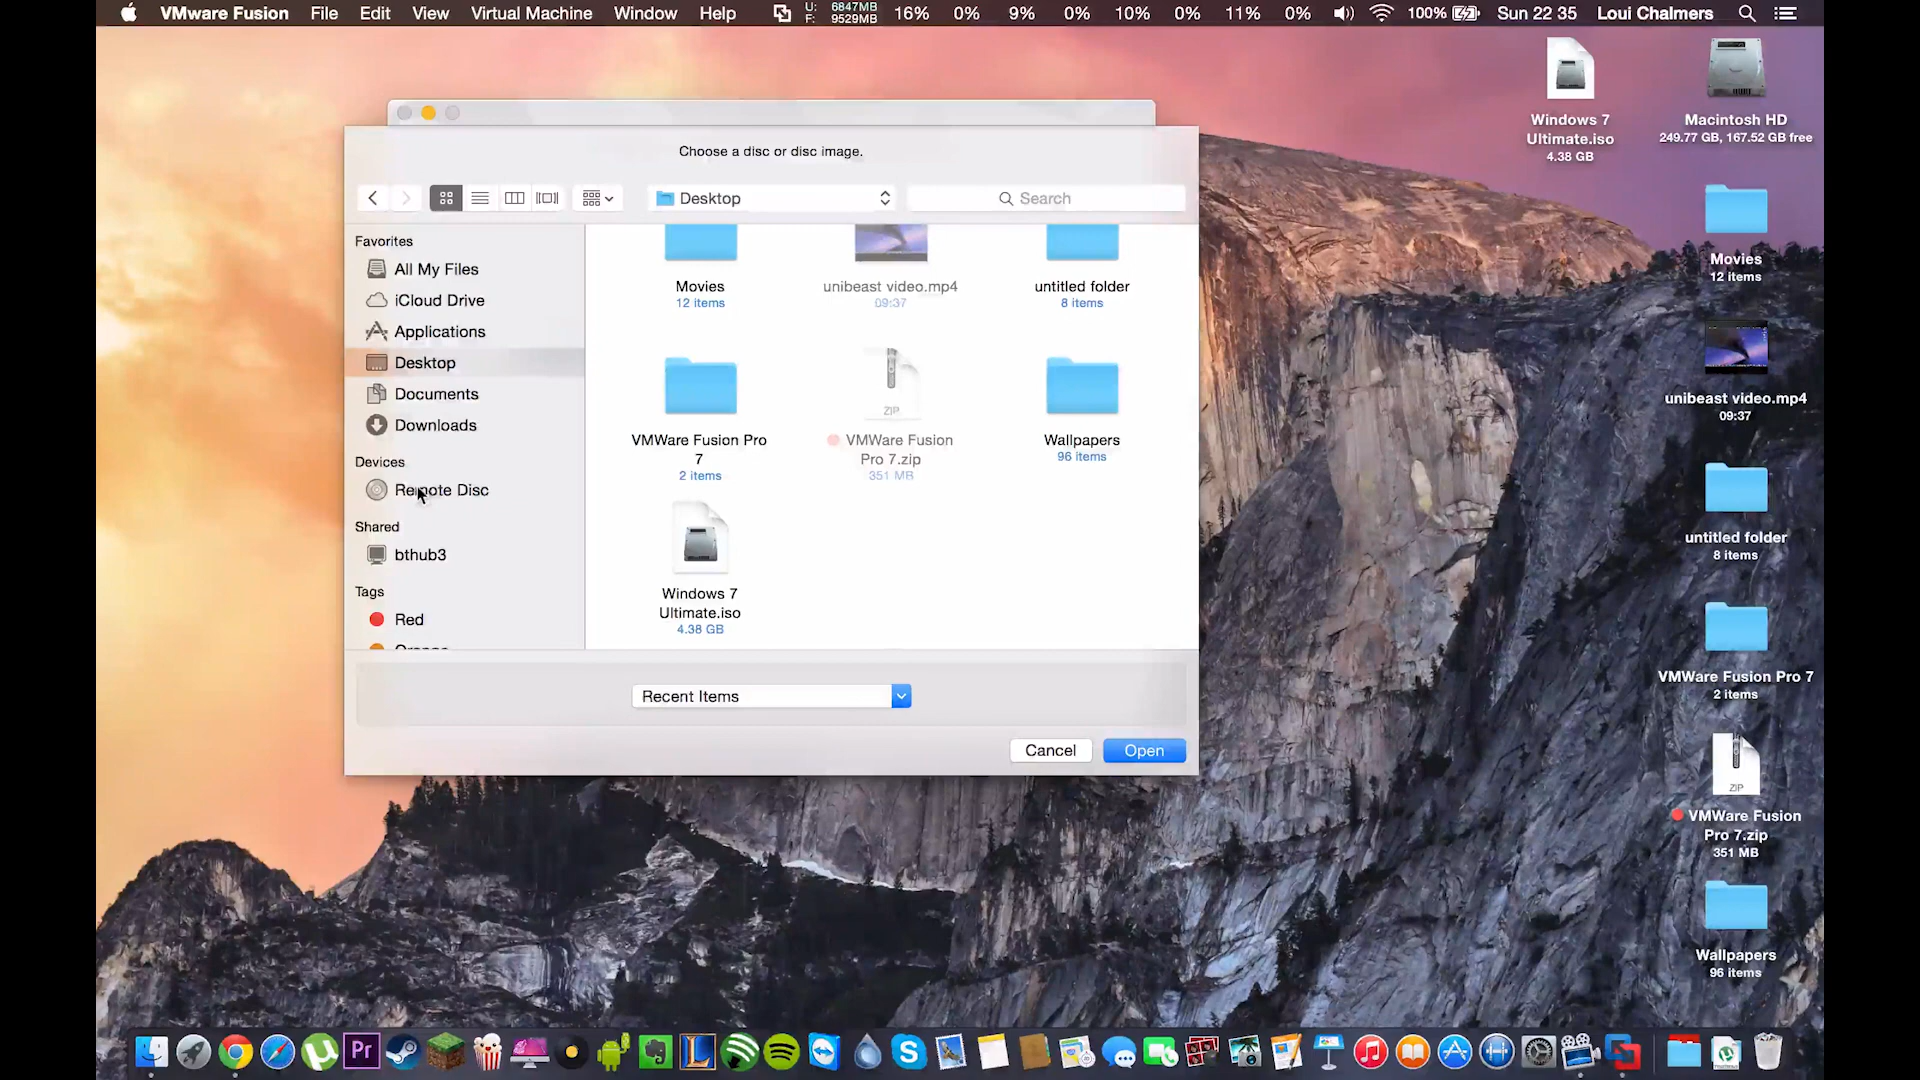 VMware Fusion File Edit View Virtual Machine Window Help U: 6847MB 16% 0% 9% 0% 10% 0% 11% 0% 100% Sun 22 35 Loui Chalmers
F: 9529MB
Choose a disc or disc image.
Desktop
Search
Favorites
All My Files
iCloud Drive
Applications
Desktop
Documents
Downloads
Devices
Remote Disc
Shared
bthub3
Tags
Red
Movies
12 items
unibeast video.mp4
09:37
untitled folder
8 items
VMWare Fusion Pro
7
2 items
ZIP
VMWare Fusion
Pro 7.zip
351 MB
Wallpapers
96 items
Windows 7
Ultimate.iso
4.38 GB
Recent Items
Cancel
Open
Windows 7
Ultimate.iso
4.38 GB
Macintosh HD
249.77 GB, 167.52 GB free
Movies
12 items
unibeast video.mp4
09:37
untitled folder
8 items
VMWare Fusion Pro 7
2 items
ZIP
VMWare Fusion
Pro 7.zip
351 MB
Wallpapers
96 items
Pr